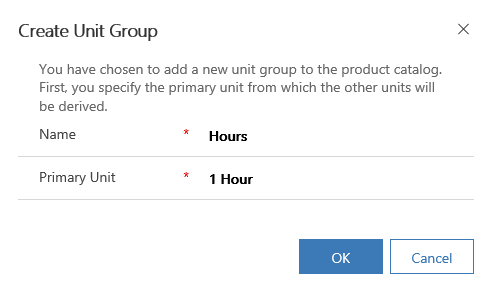 Create Unit Group
You have chosen to add a new unit group to the product catalog.
First, you specify the primary unit from which the other units will
be derived.
Name * Hours
Primary Unit * 1 Hour
OK Cancel